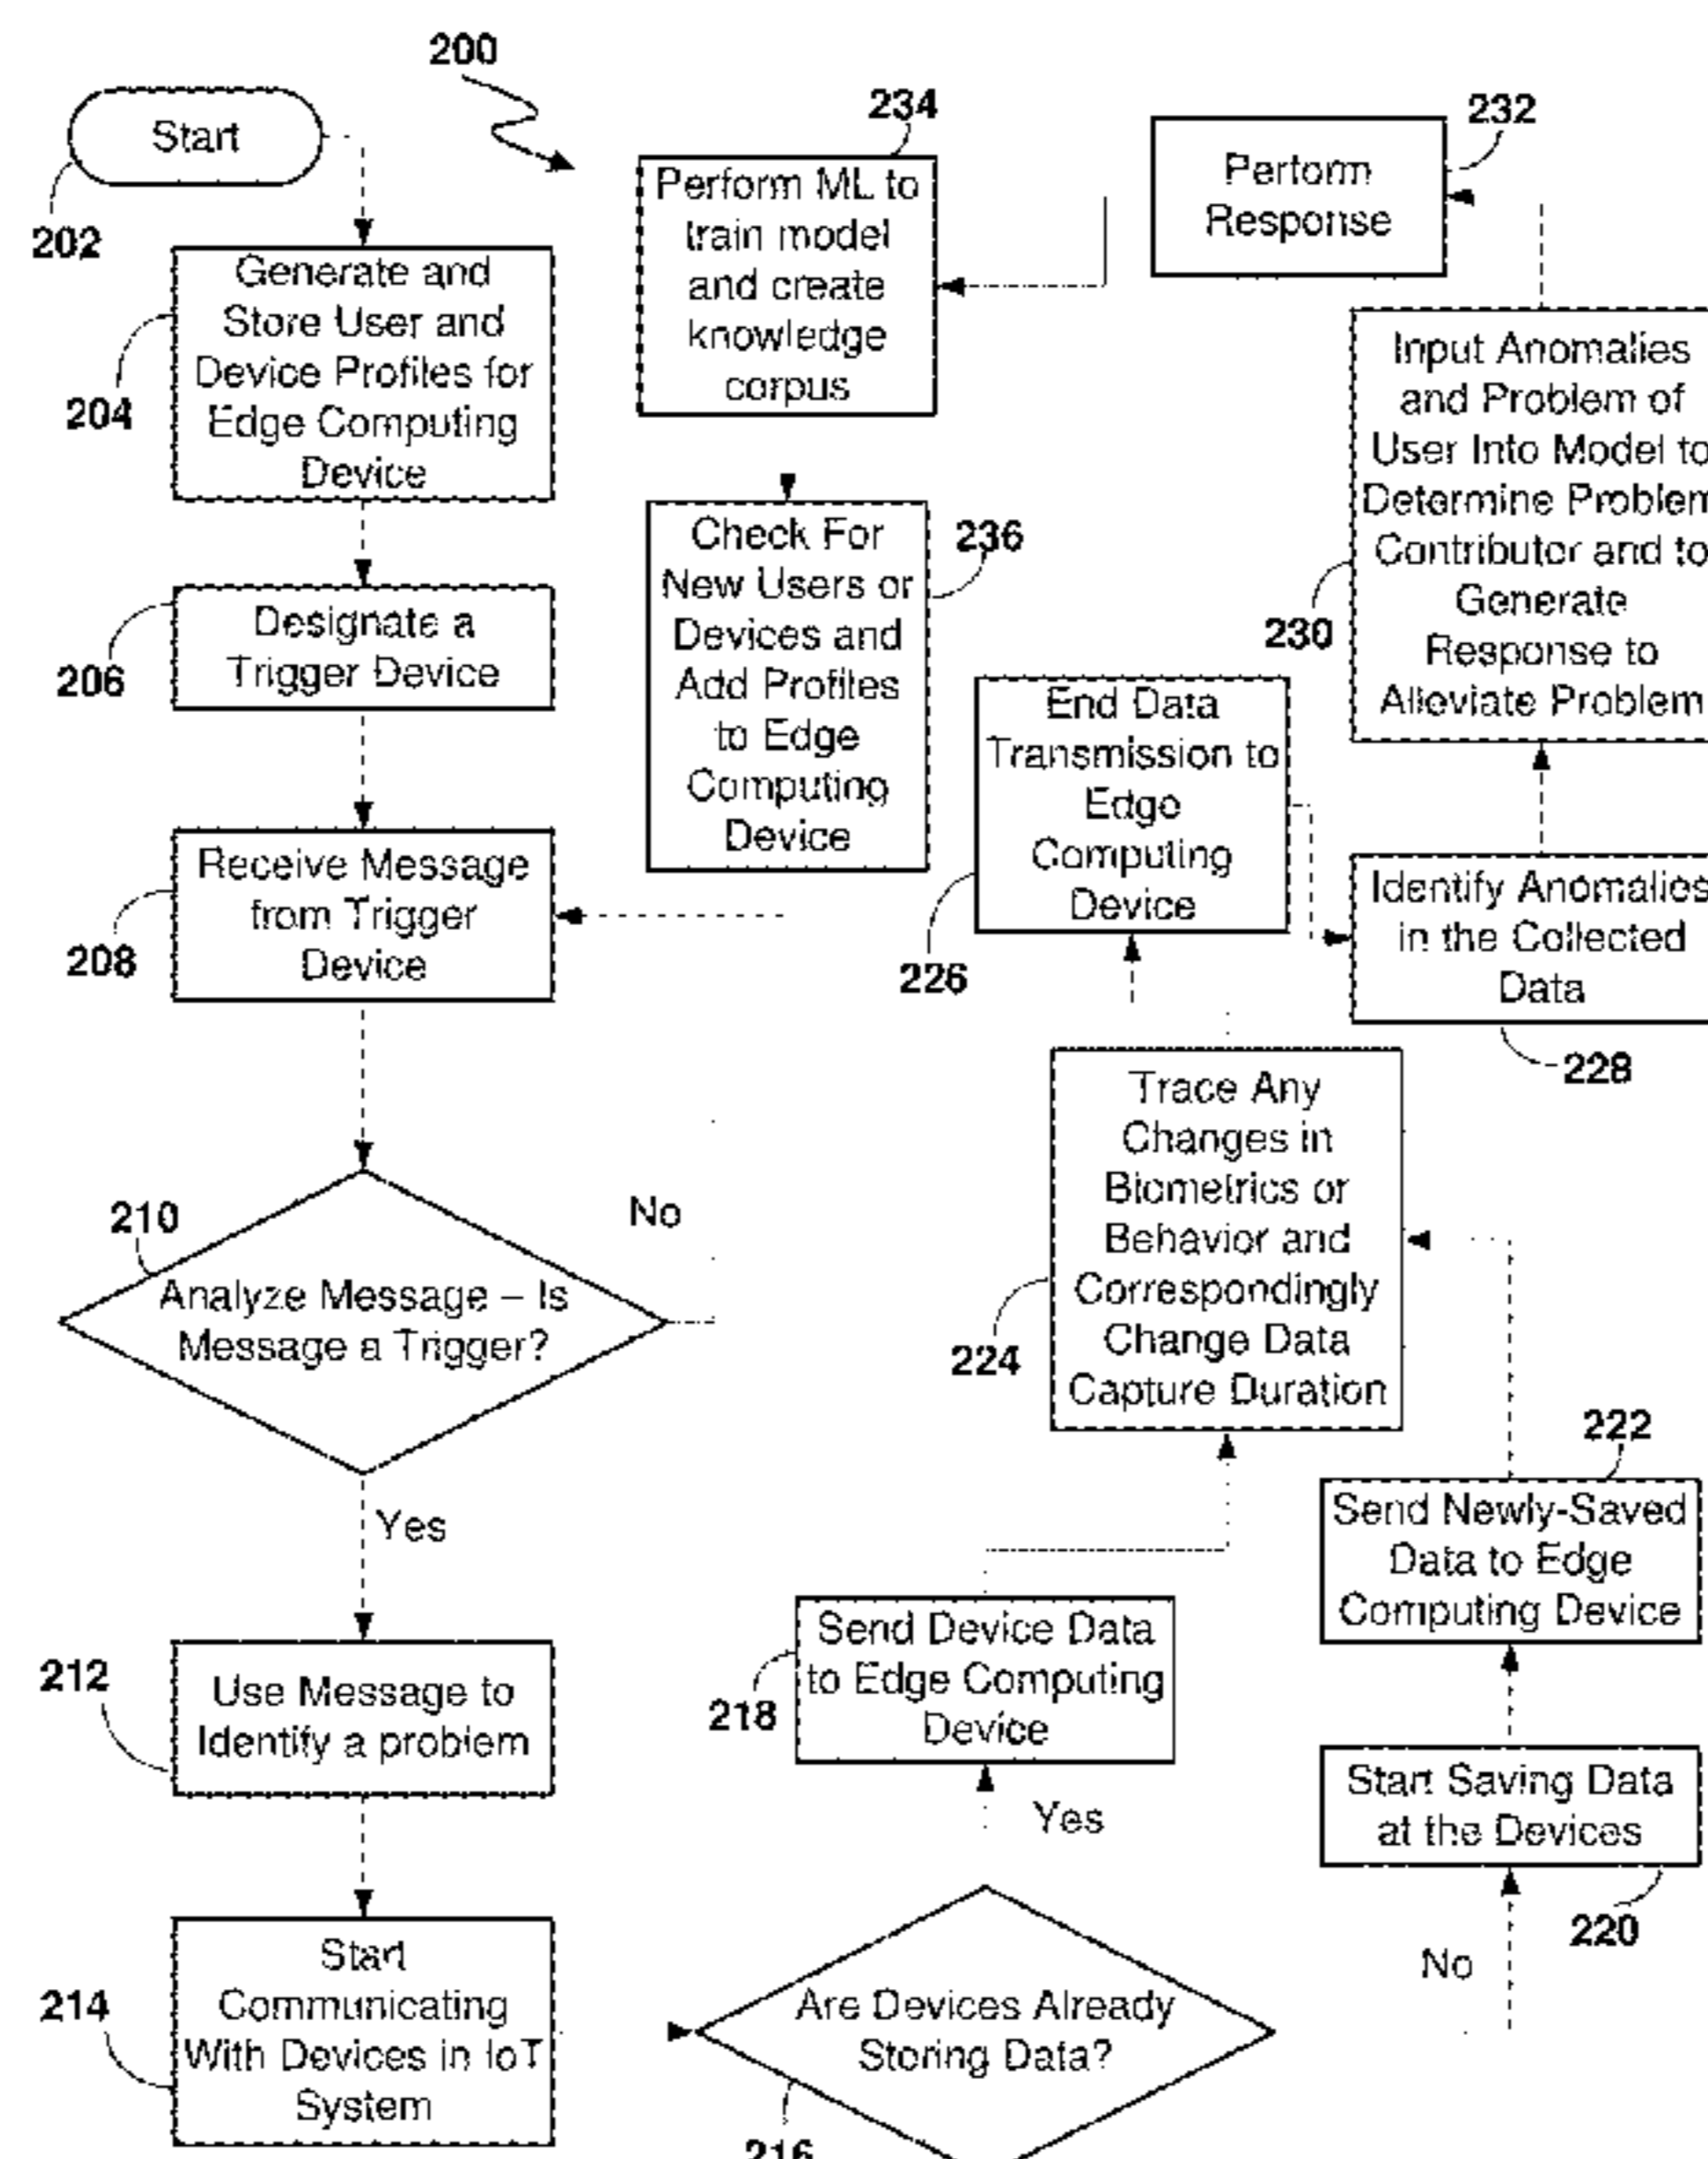 200
Start
202
Generate and
Store User and
Device Profiles for
Edge Computing
Device
204
Designate a
Trigger Device
206
Receive Message
from Trigger
Device
208
210
Analyze Message – Is
Message a Trigger?
No
Yes
212
Use Message to
Identify a problem
214
Start
Communicating
With Devices in IoT
System
Are Devices Already
Storing Data?
216
Yes
No
218
Send Device Data
to Edge Computing
Device
Start Saving Data
at the Devices
220
222
Send Newly-Saved
Data to Edge
Computing Device
224
Trace Any
Changes in
Biometrics or
Behavior and
Correspondingly
Change Data
Capture Duration
226
End Data
Transmission to
Edge
Computing
Device
Identify Anomalies
in the Collected
Data
228
230
Input Anomalies
and Problem of
User Into Model to
Determine Problem
Contributor and to
Generate
Response to
Alleviate Problem
232
Perform
Response
234
Perform ML to
train model
and create
knowledge
corpus
236
Check For
New Users or
Devices and
Add Profiles
to Edge
Computing
Device